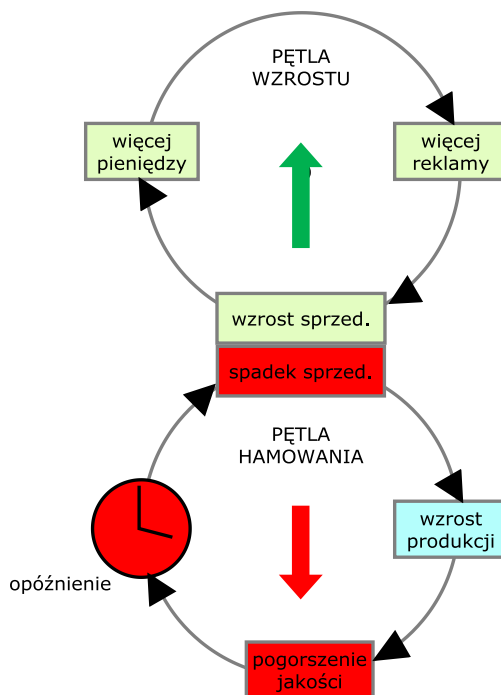 PĘTLA
WZROSTU
więcej
pieniędzy
więcej
reklamy
wzrost sprzed.
spadek sprzed.
PĘTLA
HAMOWANIA
wzrost
produkcji
opóźnienie
pogorszenie
jakości